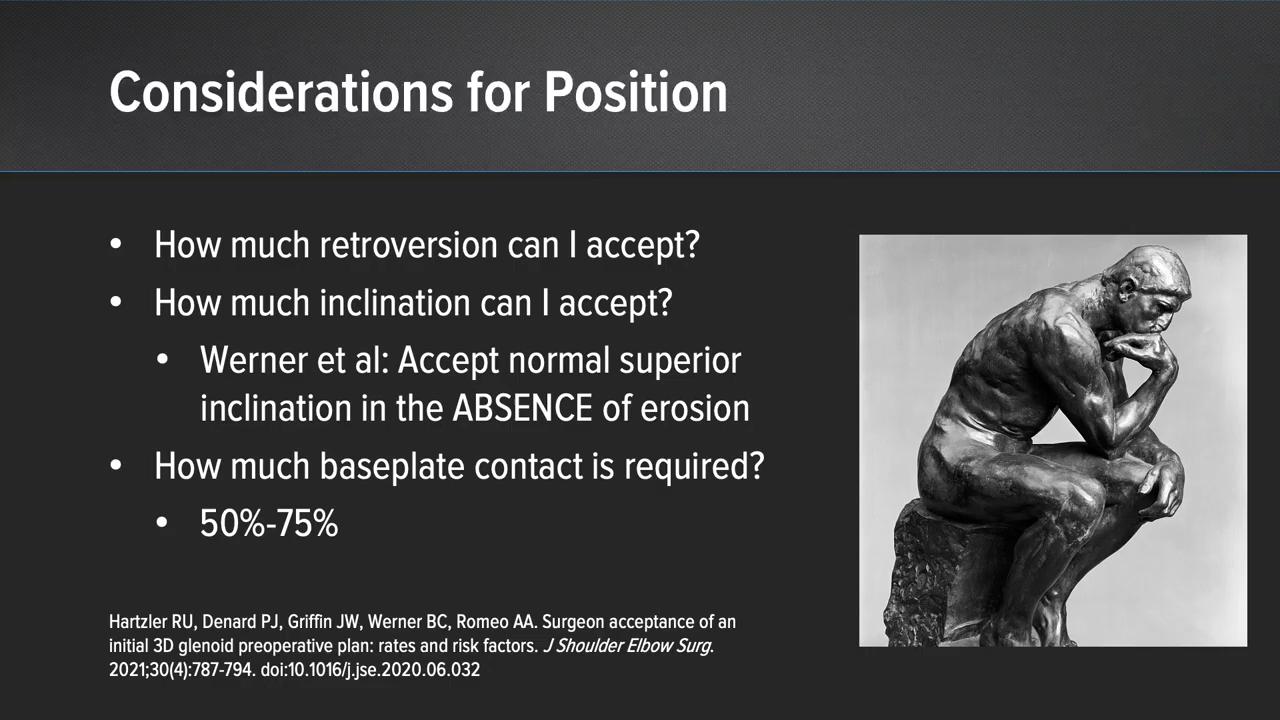 Considerations for Position
• How much retroversion can I accept?
• How much inclination can I accept?
• Werner et al: Accept normal superior
inclination in the ABSENCE of erosion
• How much baseplate contact is required?
• 50%-75%
Hartzler RU, Denard PJ, Griffin JW, Werner BC, Romeo AA. Surgeon acceptance of an
initial 3D glenoid preoperative plan: rates and risk factors. J Shoulder Elbow Surg.
2021;30(4):787-794. doi:10.1016/j.jse.2020.06.032